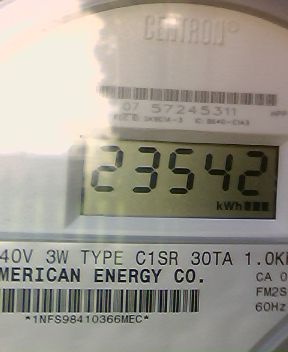 CENTRON®
07 57245311
23542
kWh
40V 3W TYPE C1SR 30TA 1.0K
MERICAN ENERGY CO.
CA 0
FM2S
60Hz
*1NFS98410366MEC*